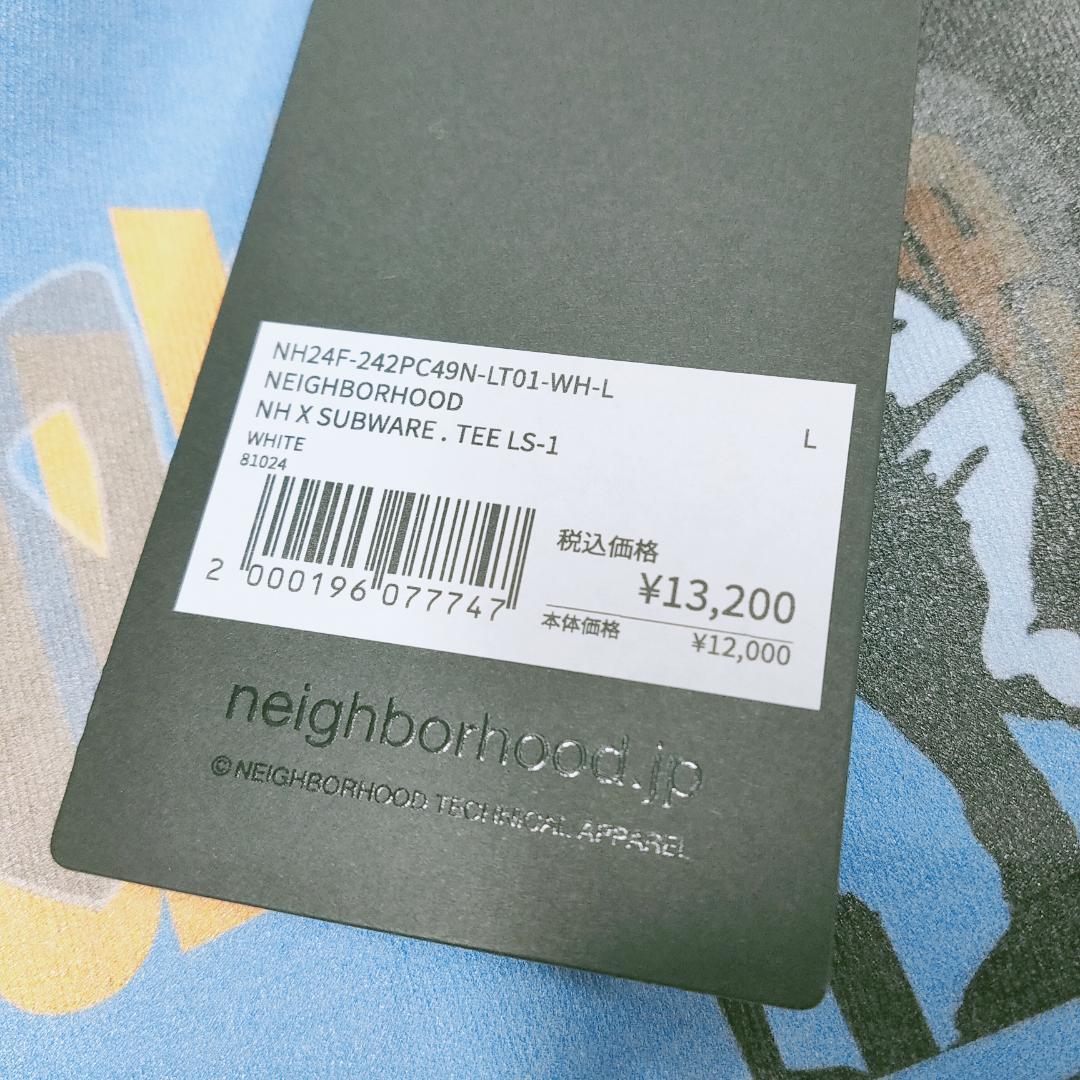 NH24F-242PC49N-LT01-WH-L
NEIGHBORHOOD
NH X SUBWARE . TEE LS-1
L
WHITE
81024
2 000196 077747
税込価格
¥13,200
本体価格 ¥12,000
neighborhood.jp
©NEIGHBORHOOD TECHNICAL APPAREL